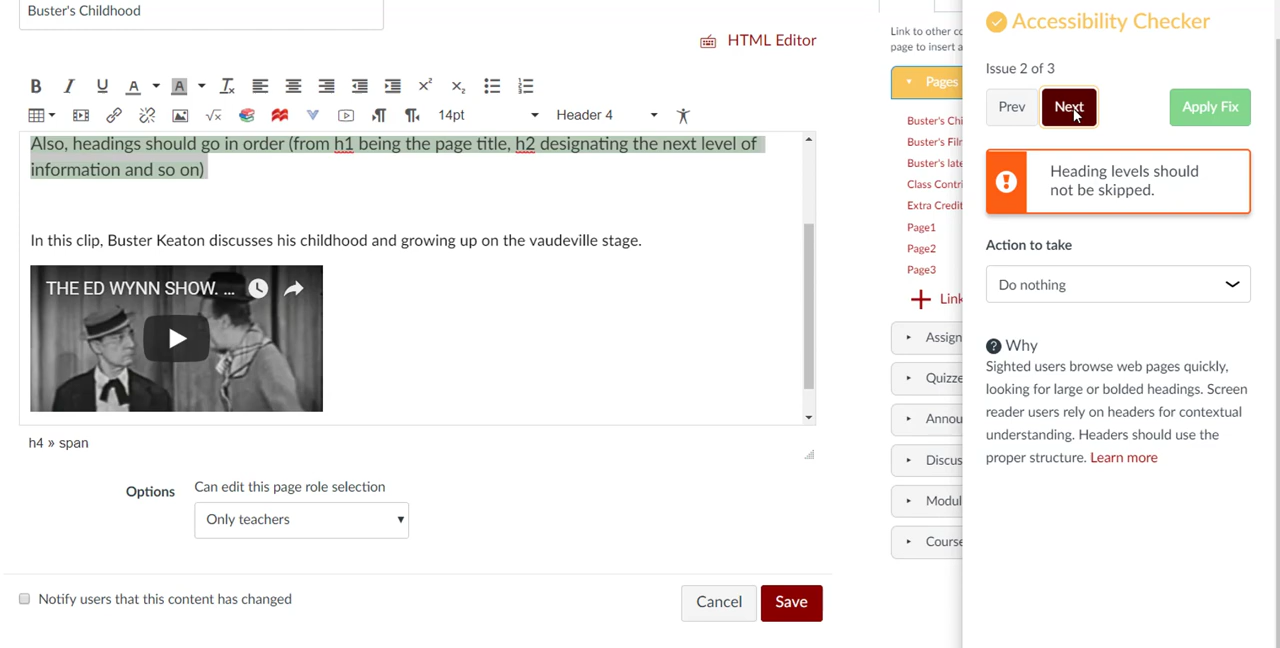 Buster's Childhood
HTML Editor
B I U A A
14pt Header 4
Also, headings should go in order (from h1 being the page title, h2 designating the next level of
information and so on)
In this clip, Buster Keaton discusses his childhood and growing up on the vaudeville stage.
THE ED WYNN SHOW. ...
h4 » span
Options
Can edit this page role selection
Only teachers
Notify users that this content has changed
Cancel
Save
Link to other co
page to insert a
Pages
Buster's Chi
Buster's Film
Buster's late
Class Contri
Extra Credit
Page1
Page2
Page3
Link
Assign
Quizze
Annou
Discus
Modul
Course
Accessibility Checker
Issue 2 of 3
Prev
Next
Apply Fix
Heading levels should
not be skipped.
Action to take
Do nothing
Why
Sighted users browse web pages quickly,
looking for large or bolded headings. Screen
reader users rely on headers for contextual
understanding. Headers should use the
proper structure. Learn more